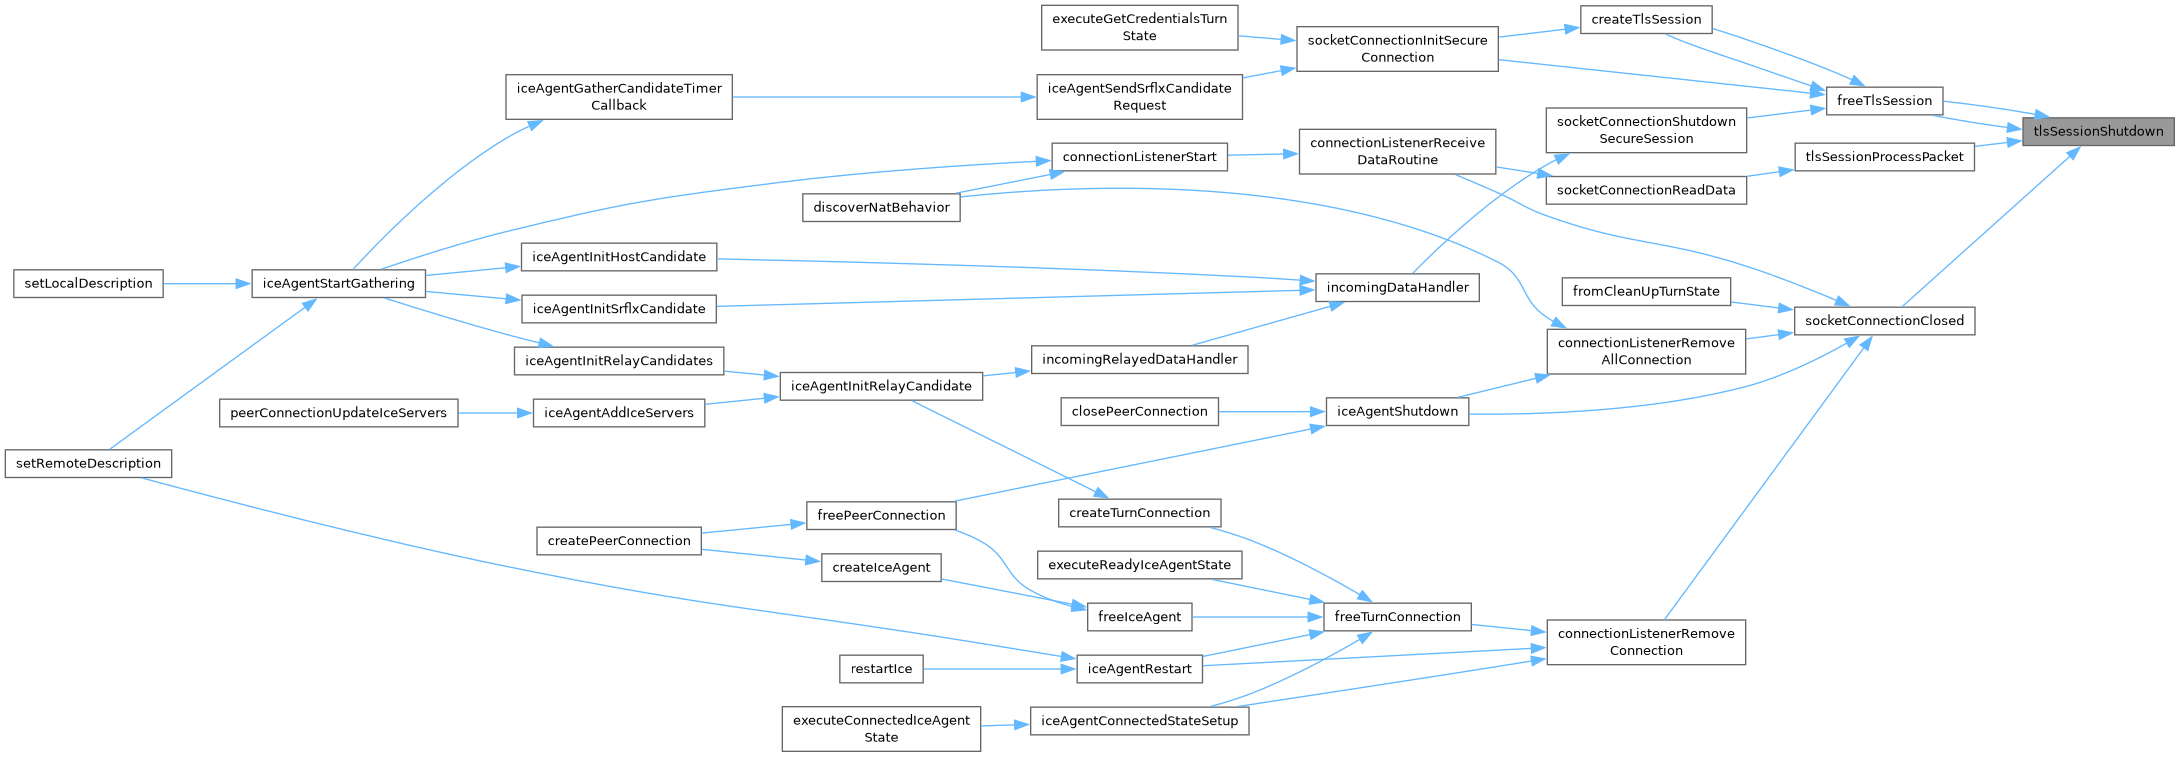 executeGetCredentialsTurn
State
createTlsSession
socketConnectionInitSecure
Connection
iceAgentGatherCandidateTimer
Callback
iceAgentSendSrflxCandidate
Request
freeTlsSession
socketConnectionShutdown
SecureSession
tlsSessionShutdown
connectionListenerReceive
DataRoutine
connectionListenerStart
tlsSessionProcessPacket
socketConnectionReadData
discoverNatBehavior
iceAgentInitHostCandidate
setLocalDescription
iceAgentStartGathering
incomingDataHandler
fromCleanUpTurnState
iceAgentInitSrflxCandidate
socketConnectionClosed
connectionListenerRemove
AllConnection
iceAgentInitRelayCandidates
incomingRelayedDataHandler
iceAgentInitRelayCandidate
peerConnectionUpdateIceServers
iceAgentAddIceServers
closePeerConnection
iceAgentShutdown
setRemoteDescription
freePeerConnection
createTurnConnection
createPeerConnection
createIceAgent
executeReadyIceAgentState
freeIceAgent
freeTurnConnection
connectionListenerRemove
Connection
restartIce
iceAgentRestart
executeConnectedIceAgent
State
iceAgentConnectedStateSetup